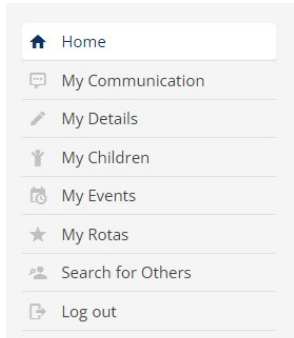 Home
My Communication
My Details
My Children
My Events
My Rotas
Search for Others
Log out